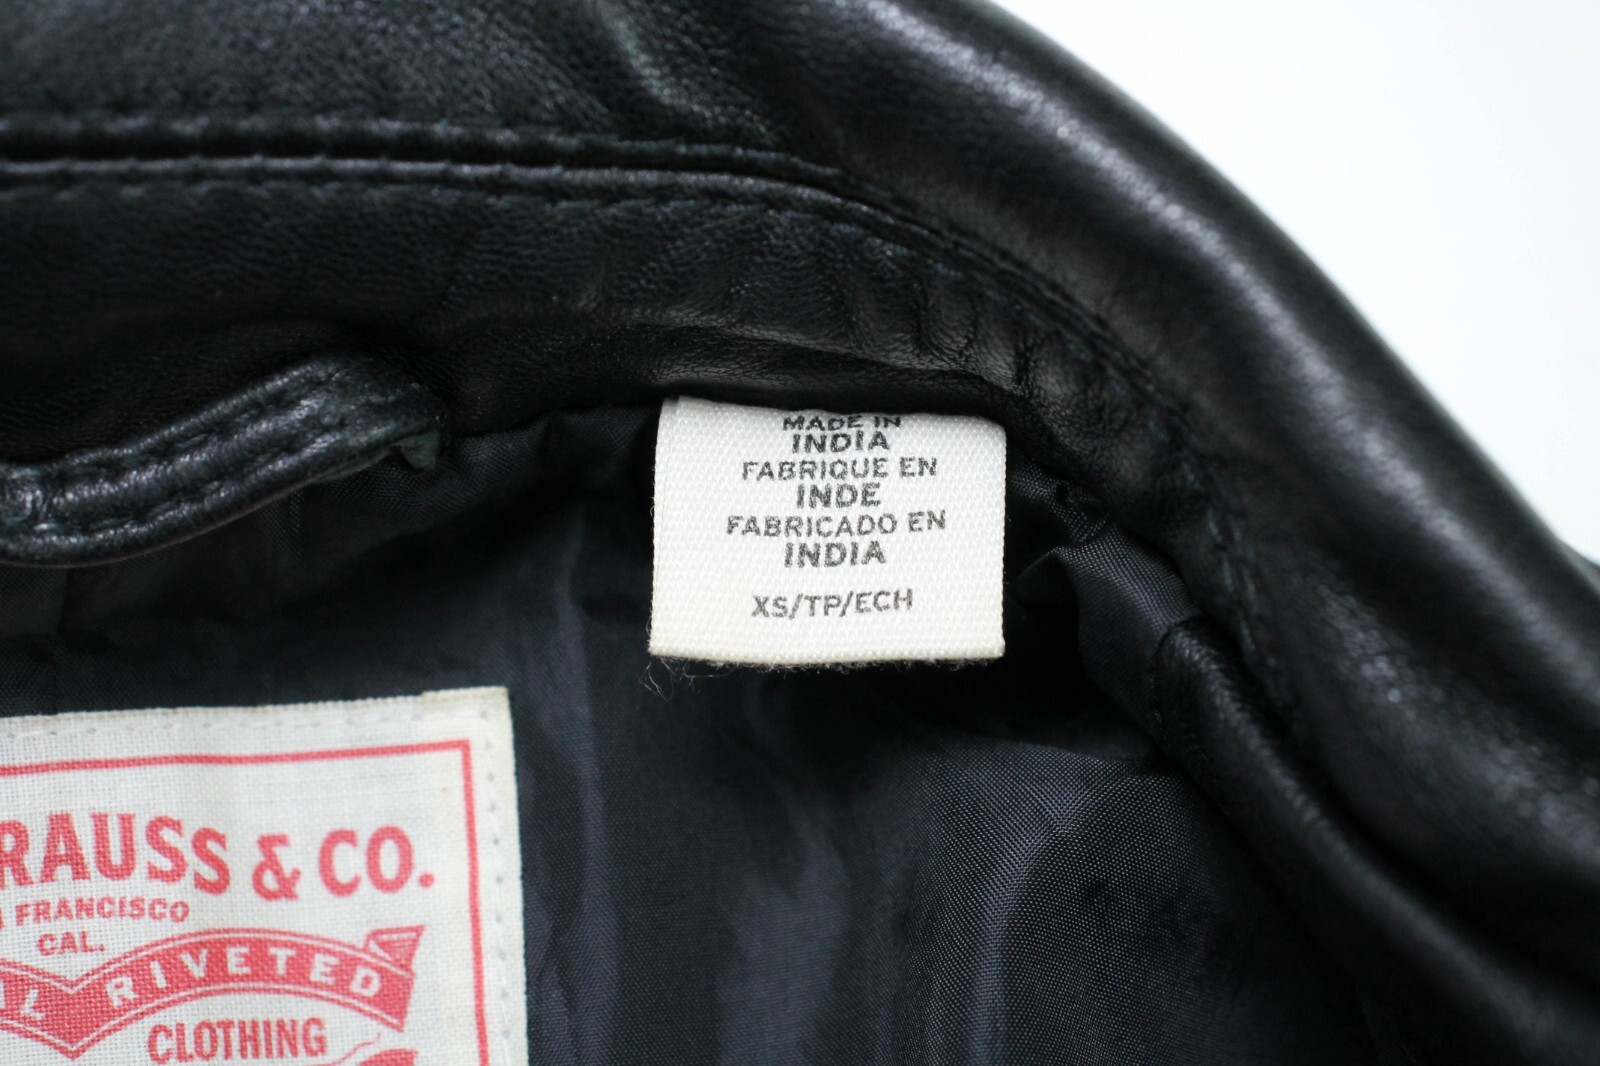 MADE IN
INDIA
FABRIQUE EN
INDE
FABRICADO EN
INDIA
XS/TP/ECH
RAUSS & CO.
FRANCISCO
CAL.
RIVETED
CLOTHING